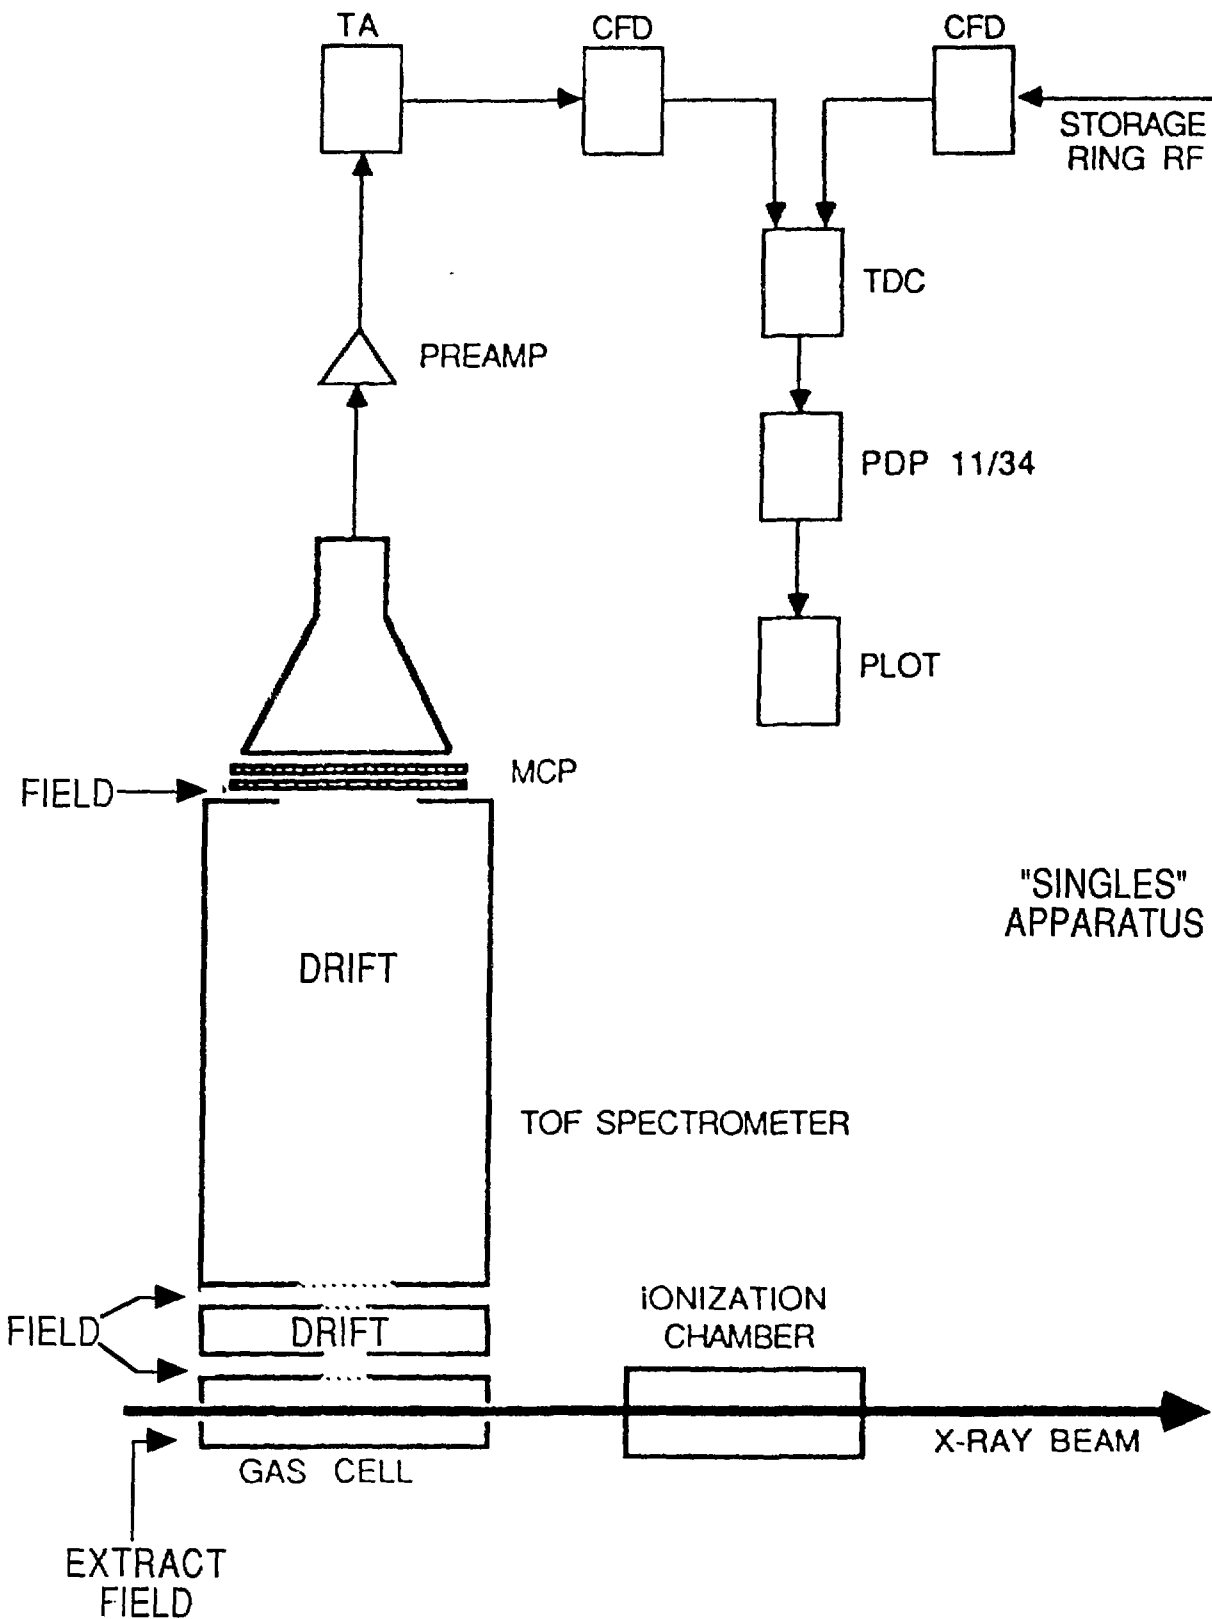 TA
CFD
CFD
STORAGE
RING RF
TDC
PREAMP
PDP 11/34
PLOT
MCP
FIELD
"SINGLES"
APPARATUS
DRIFT
TOF SPECTROMETER
IONIZATION
CHAMBER
FIELD
DRIFT
X-RAY BEAM
GAS CELL
EXTRACT
FIELD